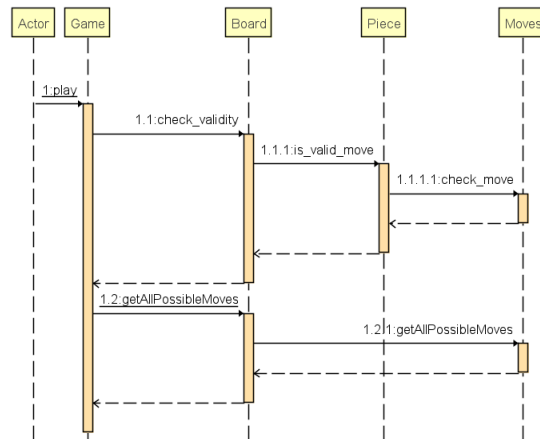 Actor Game Board Piece Moves
1:play
1.1:check_validity
1.1.1:is_valid_move
1.1.1.1:check_move
1.2:getAllPossibleMoves
1.2.1:getAllPossibleMoves